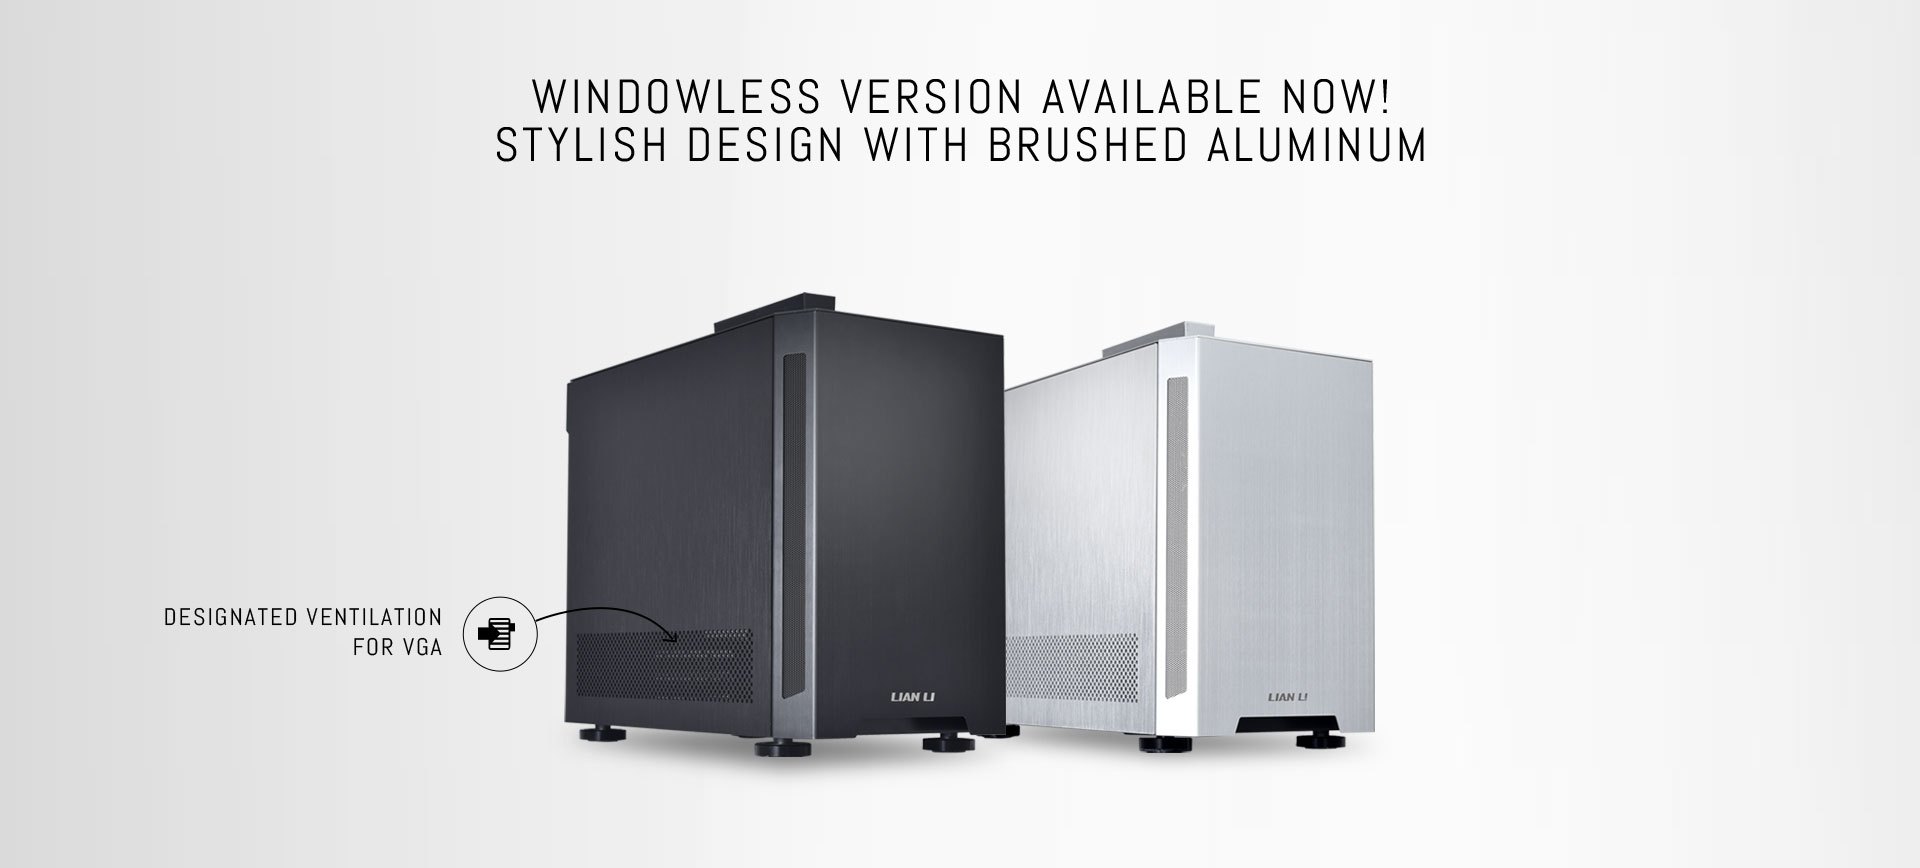 WINDOWLESS VERSION AVAILABLE NOW!
STYLISH DESIGN WITH BRUSHED ALUMINUM
DESIGNATED VENTILATION
FOR VGA
LIAN LI
LIAN LI